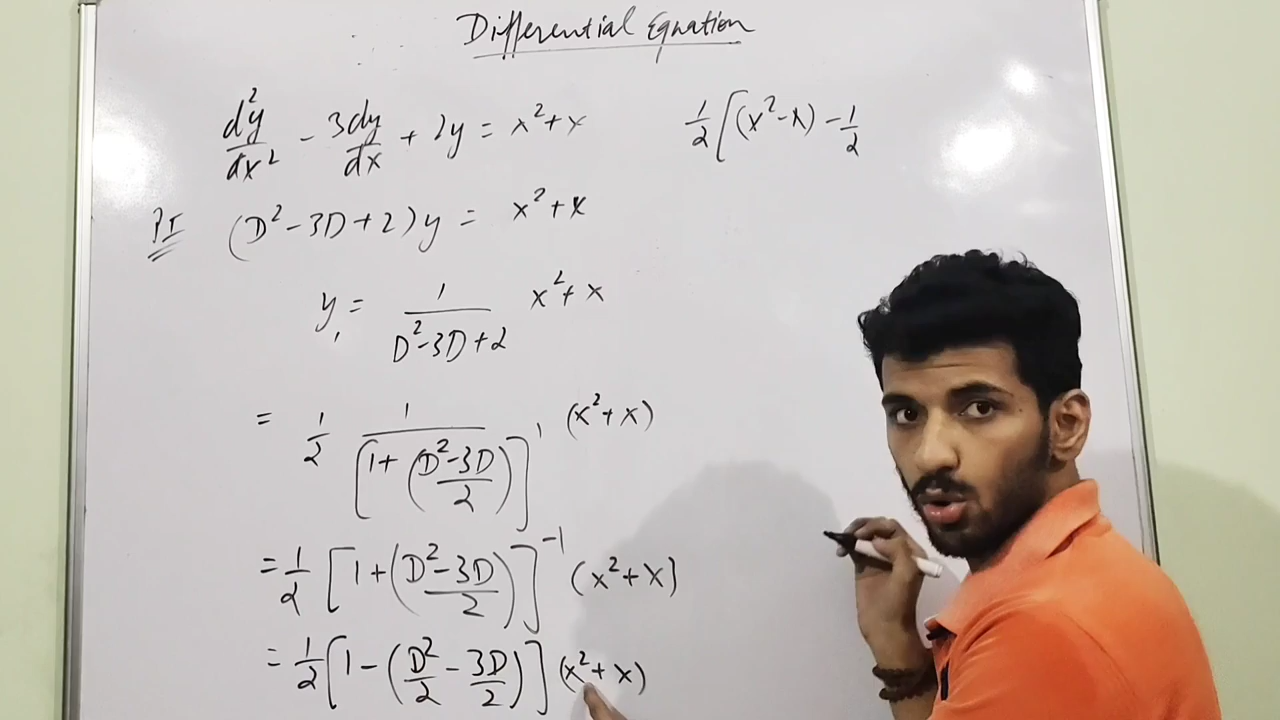 Differential Equation
d²y/dx² - 3dy/dx + 2y = x² + x
1/2 [(x² - x) - 1/2
PI (D² - 3D + 2) y = x² + x
y₁ = 1/(D² - 3D + 2) x² + x
= 1/2 1/[1 + ((D² - 3D)/2)]¹ (x² + x)
= 1/2 [1 + ((D² - 3D)/2)]⁻¹ (x² + x)
= 1/2 [1 - (D²/2 - 3D/2)] (x² + x)